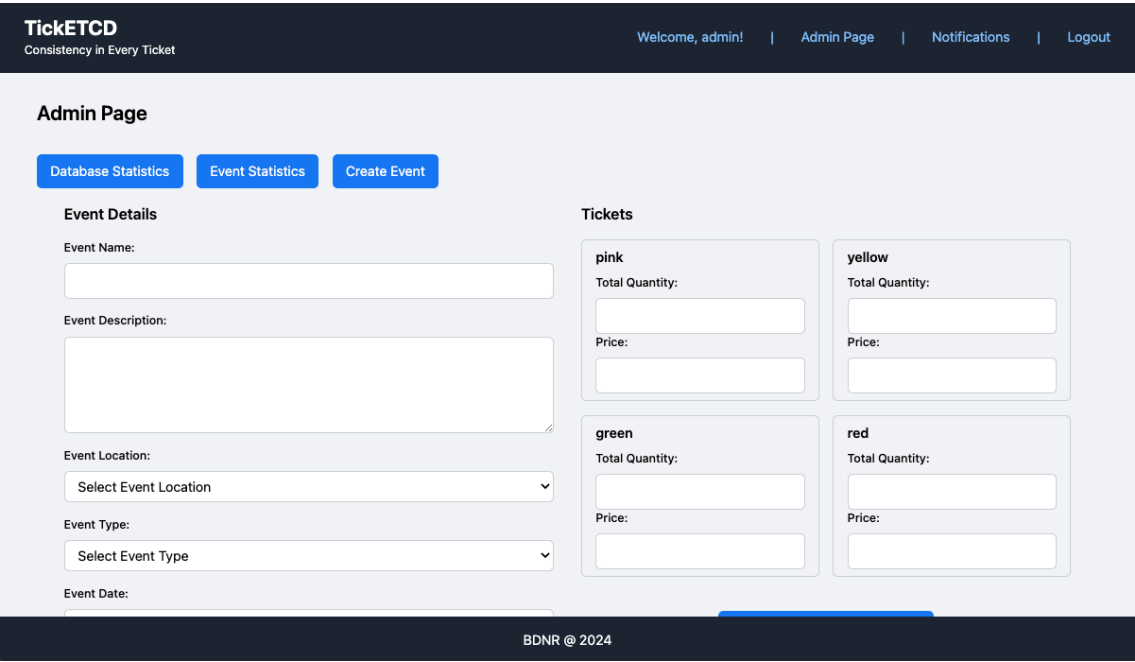 TickETCD
Consistency in Every Ticket
Welcome, admin! | Admin Page | Notifications | Logout
Admin Page
Database Statistics Event Statistics Create Event
Event Details
Event Name:
Event Description:
Event Location:
Select Event Location
Event Type:
Select Event Type
Event Date:
Tickets
pink
Total Quantity:
Price:
yellow
Total Quantity:
Price:
green
Total Quantity:
Price:
red
Total Quantity:
Price:
BDNR @ 2024